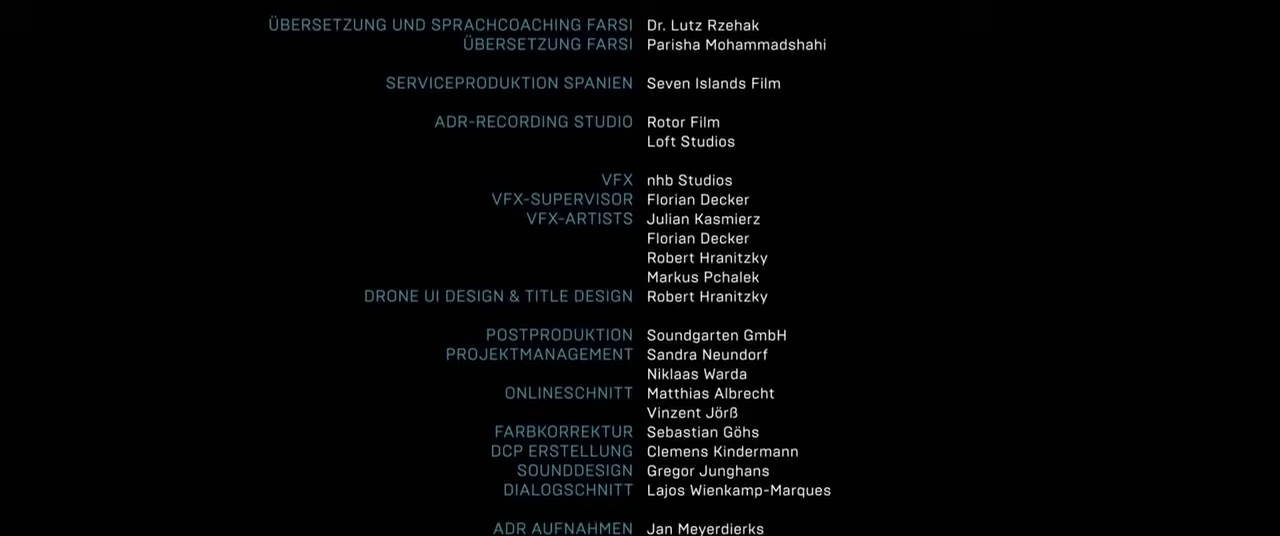 ÜBERSETZUNG UND SPRACHCOACHING FARSI Dr. Lutz Rzehak
ÜBERSETZUNG FARSI Parisha Mohammadshahi
SERVICEPRODUKTION SPANIEN Seven Islands Film
ADR-RECORDING STUDIO Rotor Film
Loft Studios
VFX nhb Studios
VFX-SUPERVISOR Florian Decker
VFX-ARTISTS Julian Kasmierz
Florian Decker
Robert Hranitzky
Markus Pchalek
DRONE UI DESIGN & TITLE DESIGN Robert Hranitzky
POSTPRODUKTION Soundgarten GmbH
PROJEKTMANAGEMENT Sandra Neundorf
Niklaas Warda
ONLINESCHNITT Matthias Albrecht
Vinzent Jörß
FARBKORREKTUR Sebastian Göhs
DCP ERSTELLUNG Clemens Kindermann
SOUNDDESIGN Gregor Junghans
DIALOGSCHNITT Lajos Wienkamp-Marques
ADR AUFNAHMEN Jan Meyerdierks